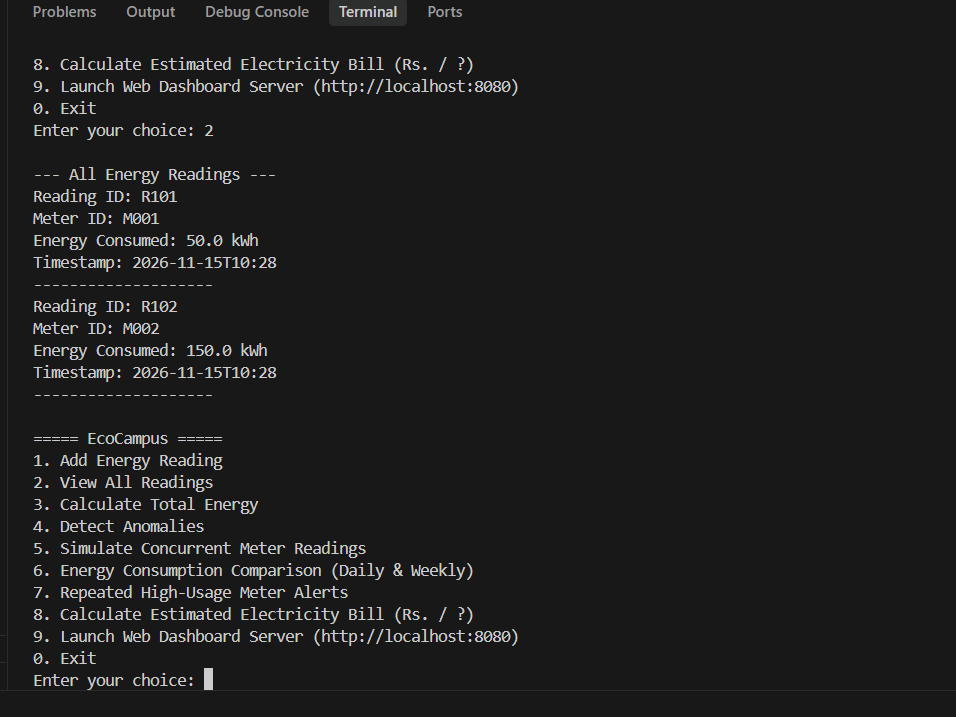 Problems Output Debug Console Terminal Ports
8. Calculate Estimated Electricity Bill (Rs. / ?)
9. Launch Web Dashboard Server (http://localhost:8080)
0. Exit
Enter your choice: 2
--- All Energy Readings ---
Reading ID: R101
Meter ID: M001
Energy Consumed: 50.0 kWh
Timestamp: 2026-11-15T10:28
--------------------
Reading ID: R102
Meter ID: M002
Energy Consumed: 150.0 kWh
Timestamp: 2026-11-15T10:28
--------------------
===== EcoCampus =====
1. Add Energy Reading
2. View All Readings
3. Calculate Total Energy
4. Detect Anomalies
5. Simulate Concurrent Meter Readings
6. Energy Consumption Comparison (Daily & Weekly)
7. Repeated High-Usage Meter Alerts
8. Calculate Estimated Electricity Bill (Rs. / ?)
9. Launch Web Dashboard Server (http://localhost:8080)
0. Exit
Enter your choice: